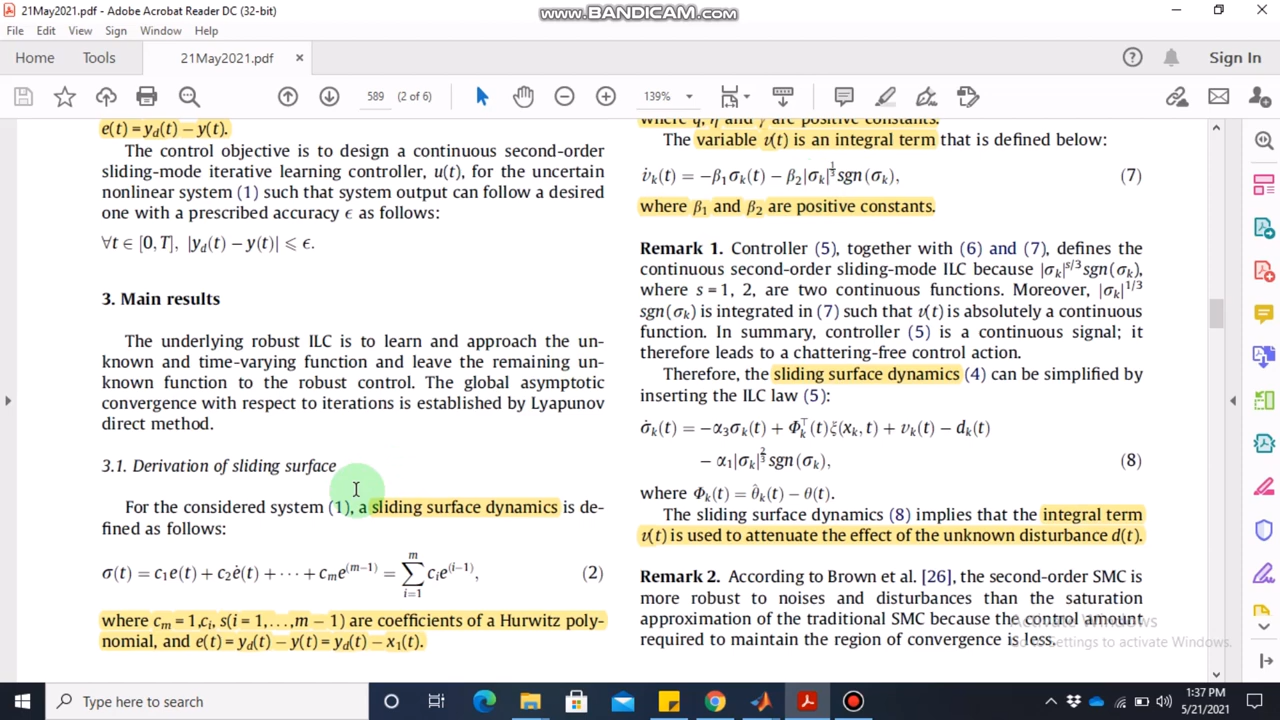 21May2021.pdf - Adobe Acrobat Reader DC (32-bit)
www.BANDICAM.com
File Edit View Sign Window Help
Home Tools 21May2021.pdf × Sign In
589 (2 of 6) 139%
e(t) = y_d(t) − y(t).
The control objective is to design a continuous second-order
sliding-mode iterative learning controller, u(t), for the uncertain
nonlinear system (1) such that system output can follow a desired
one with a prescribed accuracy ϵ as follows:
∀t ∈ [0, T], |y_d(t) − y(t)| ⩽ ϵ.
3. Main results
The underlying robust ILC is to learn and approach the un-
known and time-varying function and leave the remaining un-
known function to the robust control. The global asymptotic
convergence with respect to iterations is established by Lyapunov
direct method.
3.1. Derivation of sliding surface
For the considered system (1), a sliding surface dynamics is de-
fined as follows:
σ(t) = c₁e(t) + c₂ė(t) + ⋯ + c_m e^(m−1) = ∑_{i=1}^{m} c_i e^(i−1), (2)
where c_m = 1, c_i, s(i = 1,…,m − 1) are coefficients of a Hurwitz poly-
nomial, and e(t) = y_d(t) − y(t) = y_d(t) − x₁(t).
where q, η and γ are positive constants.
The variable υ(t) is an integral term that is defined below:
υ̇_k(t) = −β₁σ_k(t) − β₂|σ_k|^{1/3} sgn(σ_k), (7)
where β₁ and β₂ are positive constants.
Remark 1. Controller (5), together with (6) and (7), defines the
continuous second-order sliding-mode ILC because |σ_k|^{s/3} sgn(σ_k),
where s = 1, 2, are two continuous functions. Moreover, |σ_k|^{1/3}
sgn(σ_k) is integrated in (7) such that υ(t) is absolutely a continuous
function. In summary, controller (5) is a continuous signal; it
therefore leads to a chattering-free control action.
Therefore, the sliding surface dynamics (4) can be simplified by
inserting the ILC law (5):
σ̇_k(t) = −α₃σ_k(t) + Φ_k^⊤(t)ξ(x_k, t) + υ_k(t) − d_k(t)
− α₁|σ_k|^{2/3} sgn(σ_k), (8)
where Φ_k(t) = θ̂_k(t) − θ(t).
The sliding surface dynamics (8) implies that the integral term
υ(t) is used to attenuate the effect of the unknown disturbance d(t).
Remark 2. According to Brown et al. [26], the second-order SMC is
more robust to noises and disturbances than the saturation
approximation of the traditional SMC because the control amount
required to maintain the region of convergence is less.
Activate Windows
Go to Settings to activate Windows.
Type here to search
1:37 PM
5/21/2021